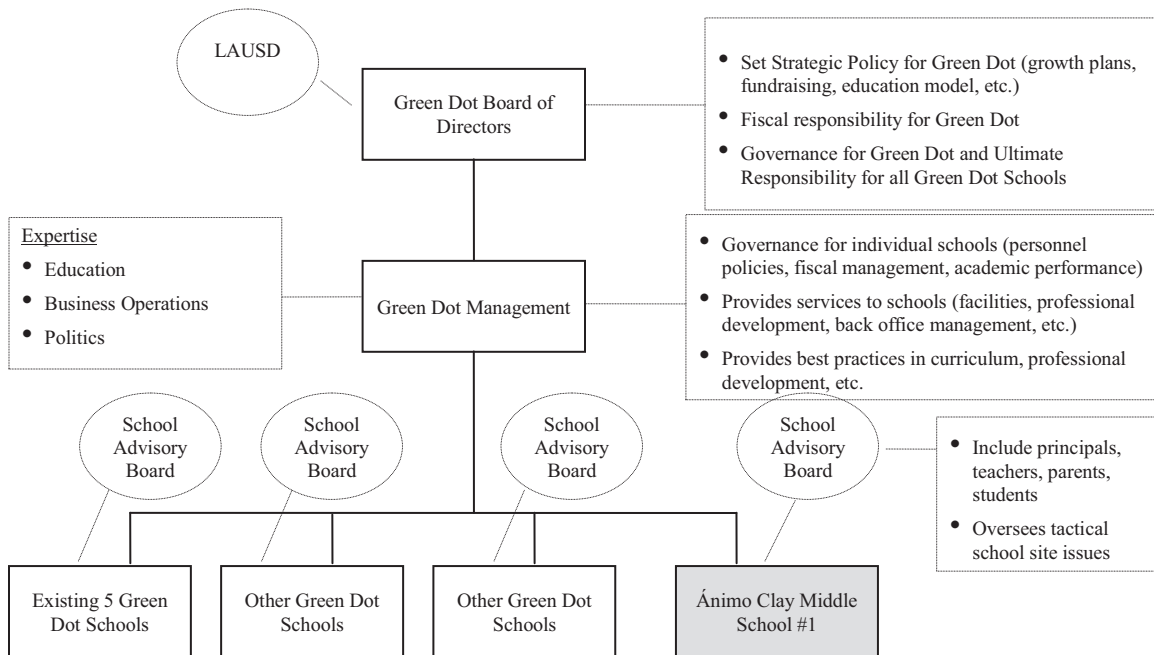 LAUSD
Green Dot Board of
Directors
• Set Strategic Policy for Green Dot (growth plans,
fundraising, education model, etc.)
• Fiscal responsibility for Green Dot
• Governance for Green Dot and Ultimate
Responsibility for all Green Dot Schools
Expertise
• Education
• Business Operations
• Politics
Green Dot Management
• Governance for individual schools (personnel
policies, fiscal management, academic performance)
• Provides services to schools (facilities, professional
development, back office management, etc.)
• Provides best practices in curriculum, professional
development, etc.
School
Advisory
Board
School
Advisory
Board
School
Advisory
Board
School
Advisory
Board
• Include principals,
teachers, parents,
students
• Oversees tactical
school site issues
Existing 5 Green
Dot Schools
Other Green Dot
Schools
Other Green Dot
Schools
Ánimo Clay Middle
School #1